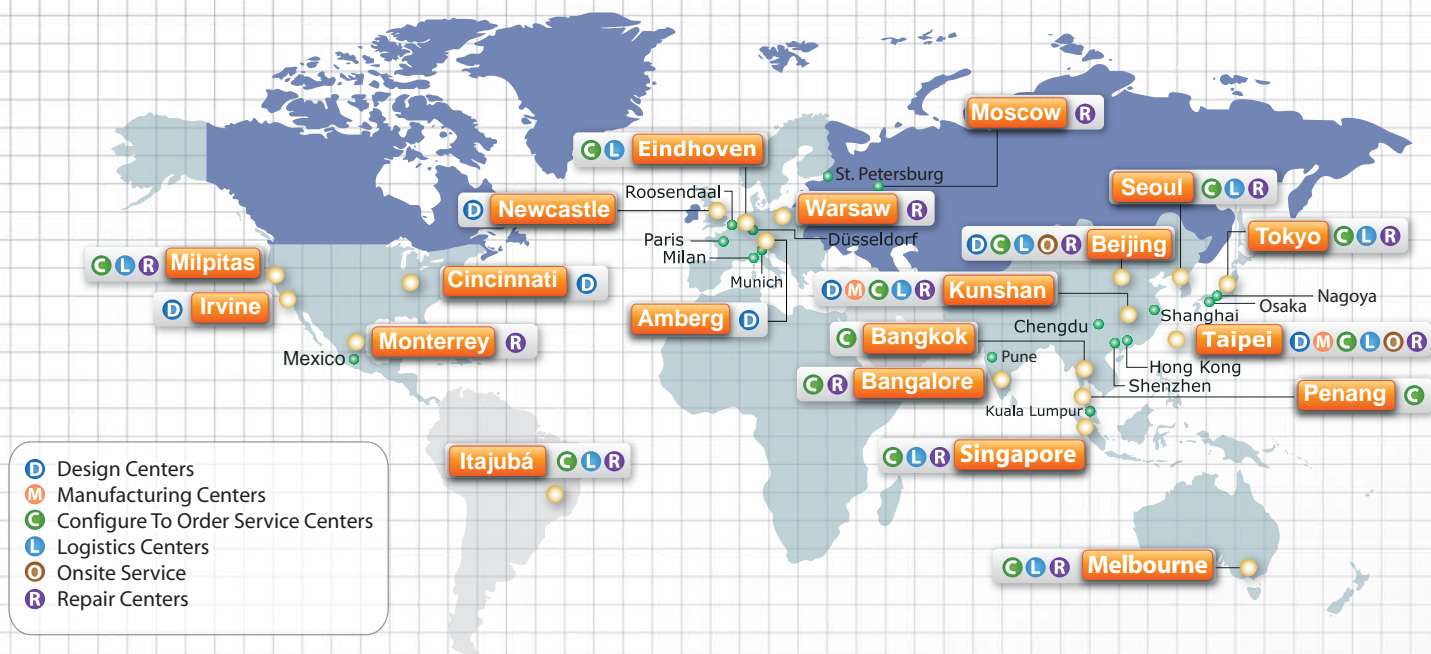 Moscow R
C L Eindhoven
St. Petersburg
Seoul C L R
Roosendaal
D Newcastle
Warsaw R
Tokyo C L R
Paris
Düsseldorf
D C L O R Beijing
Milan
C L R Milpitas
Munich
Cincinnati D
D M C L R Kunshan
Nagoya
D Irvine
Osaka
Amberg D
Shanghai
Chengdu
C Bangkok
Monterrey R
Taipei D M C L O R
Mexico
Pune
Hong Kong
C R Bangalore
Shenzhen
Penang C
Kuala Lumpur
C L R Singapore
Itajubá C L R
D Design Centers
M Manufacturing Centers
C Configure To Order Service Centers
L Logistics Centers
O Onsite Service
R Repair Centers
C L R Melbourne